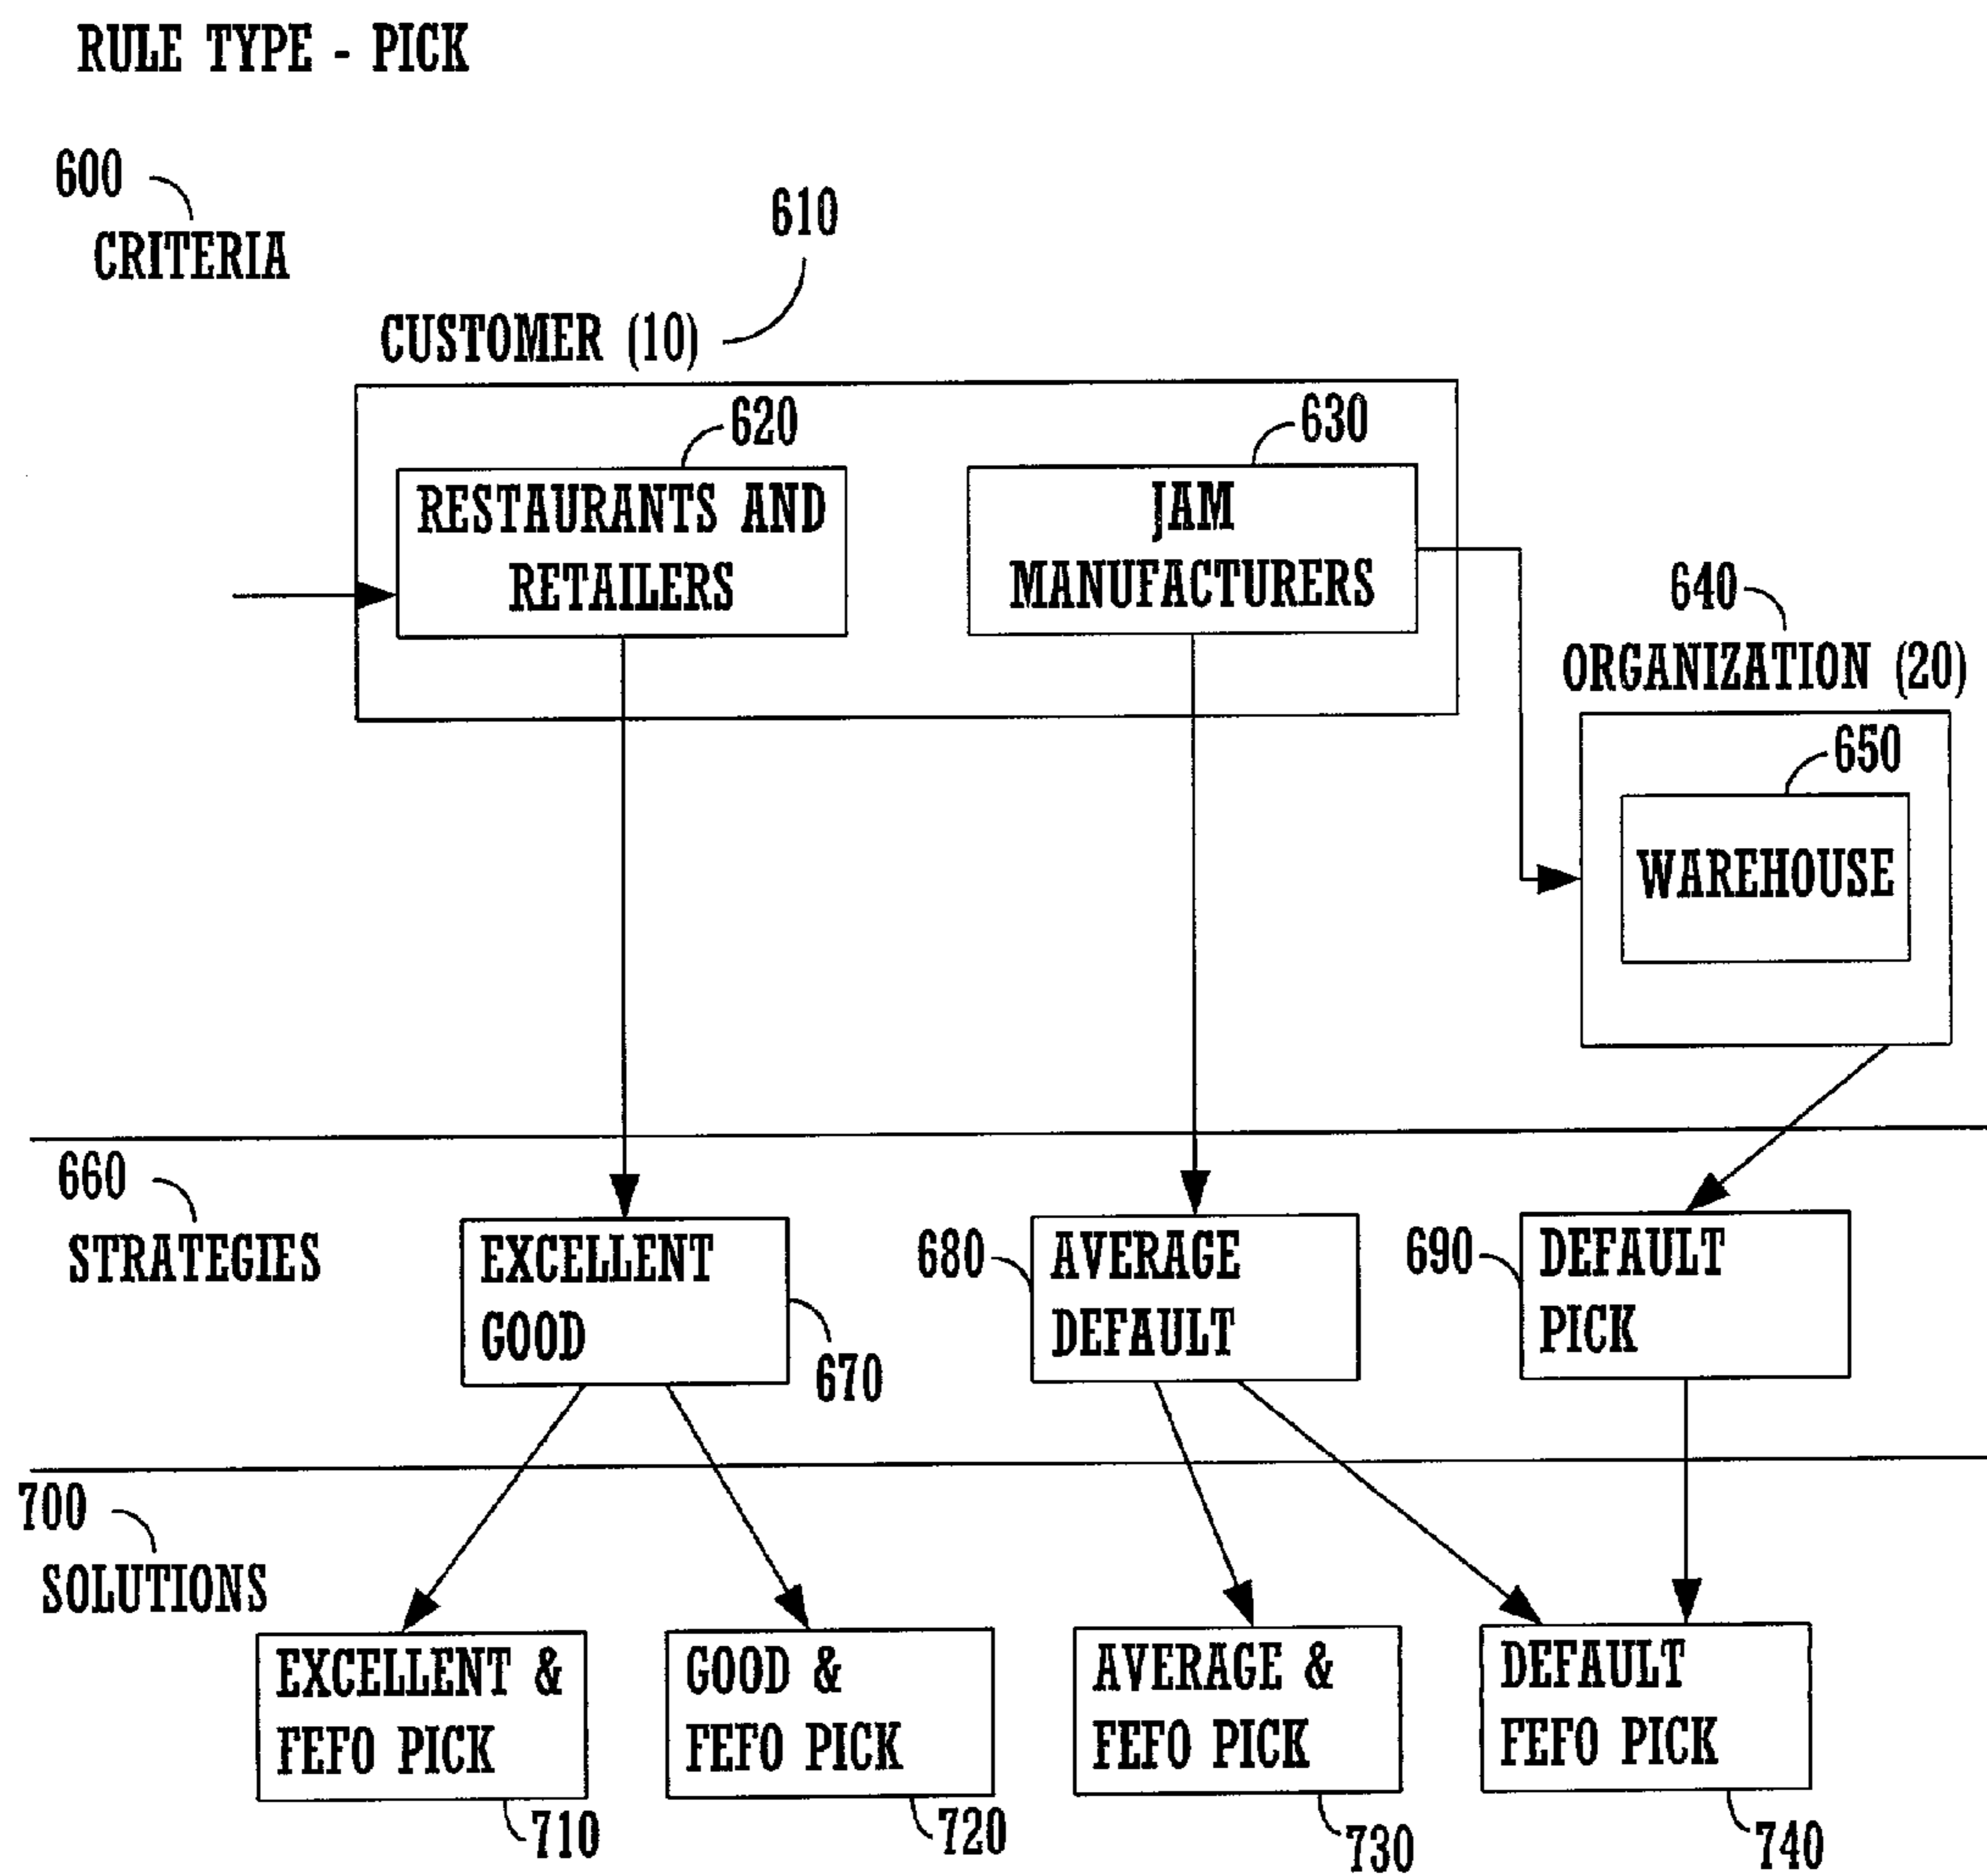 RULE TYPE - PICK
600
CRITERIA
610
CUSTOMER (10)
620
RESTAURANTS AND
RETAILERS
630
JAM
MANUFACTURERS
640
ORGANIZATION (20)
650
WAREHOUSE
660
STRATEGIES
EXCELLENT
GOOD
670
680
AVERAGE
DEFAULT
690
DEFAULT
PICK
700
SOLUTIONS
EXCELLENT &
FEFO PICK
710
GOOD &
FEFO PICK
720
AVERAGE &
FEFO PICK
730
DEFAULT
FEFO PICK
740